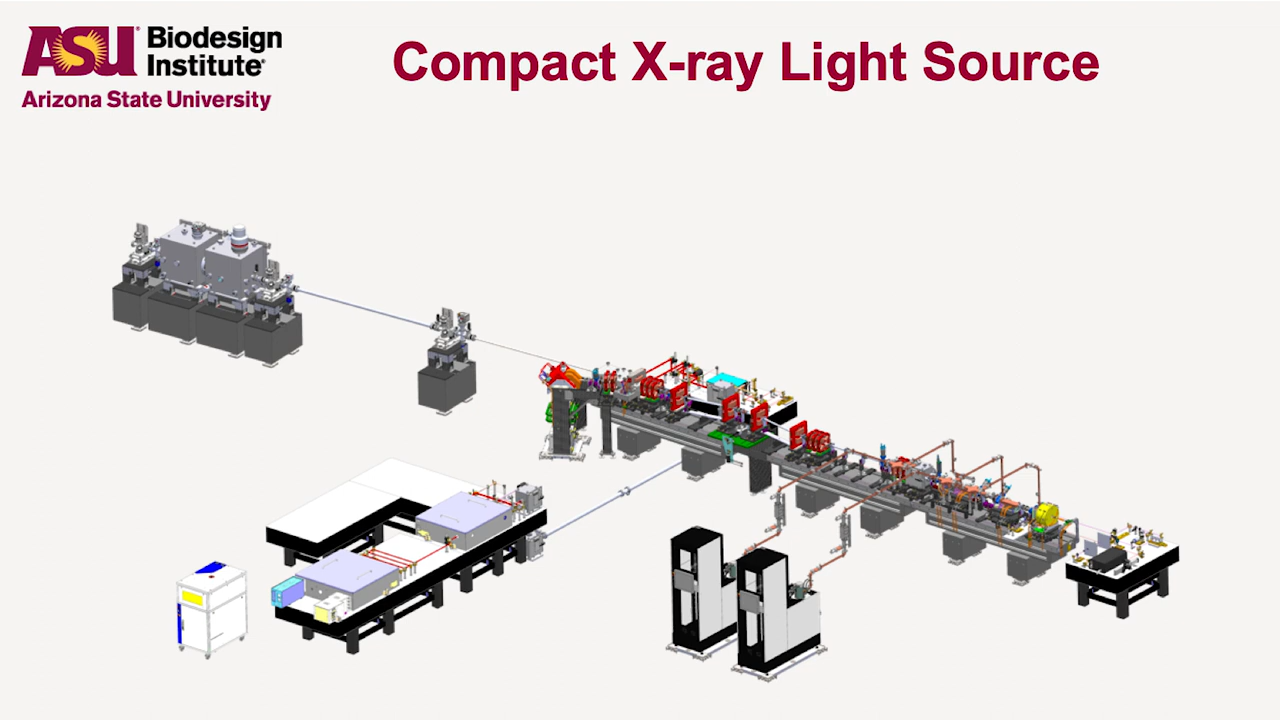 ASU Biodesign
Institute®
Arizona State University
Compact X-ray Light Source